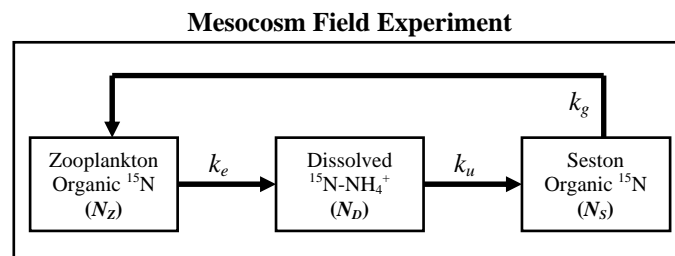 Mesocosm Field Experiment
k_g
Zooplankton
Organic ¹⁵N
(N_Z)
k_e
Dissolved
¹⁵N-NH₄⁺
(N_D)
k_u
Seston
Organic ¹⁵N
(N_S)